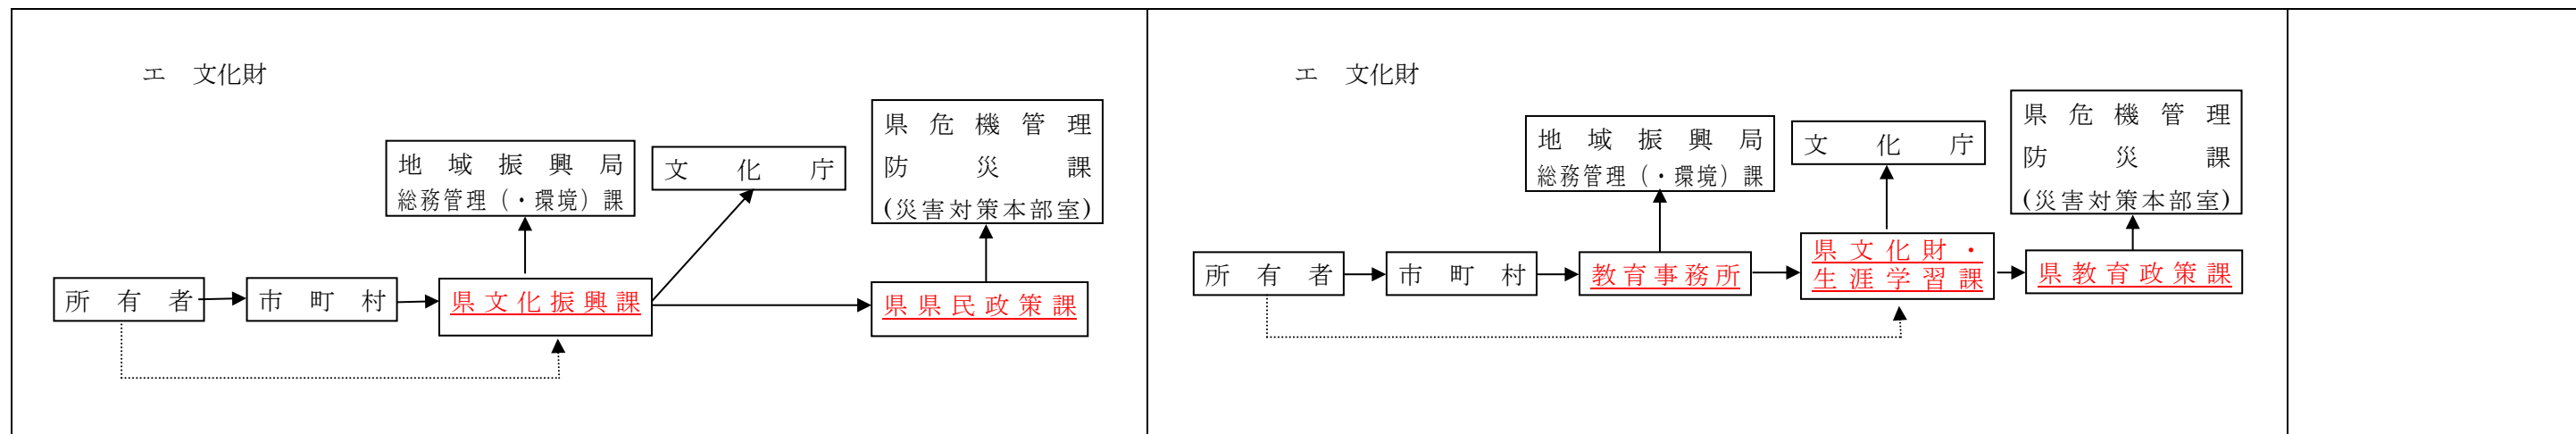 エ　文化財
県危機管理
防災課
(災害対策本部室)
地域振興局
総務管理（・環境）課
文化庁
所有者
市町村
県文化振興課
県県民政策課
エ　文化財
県危機管理
防災課
(災害対策本部室)
地域振興局
総務管理（・環境）課
文化庁
所有者
市町村
教育事務所
県文化財・
生涯学習課
県教育政策課